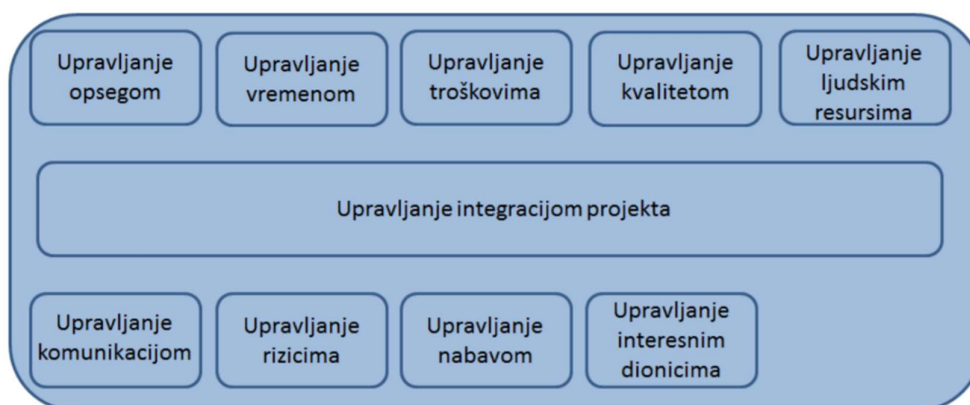 Upravljanje
opsegom
Upravljanje
vremenom
Upravljanje
troškovima
Upravljanje
kvalitetom
Upravljanje
ljudskim
resursima
Upravljanje integracijom projekta
Upravljanje
komunikacijom
Upravljanje
rizicima
Upravljanje
nabavom
Upravljanje
interesnim
dionicima